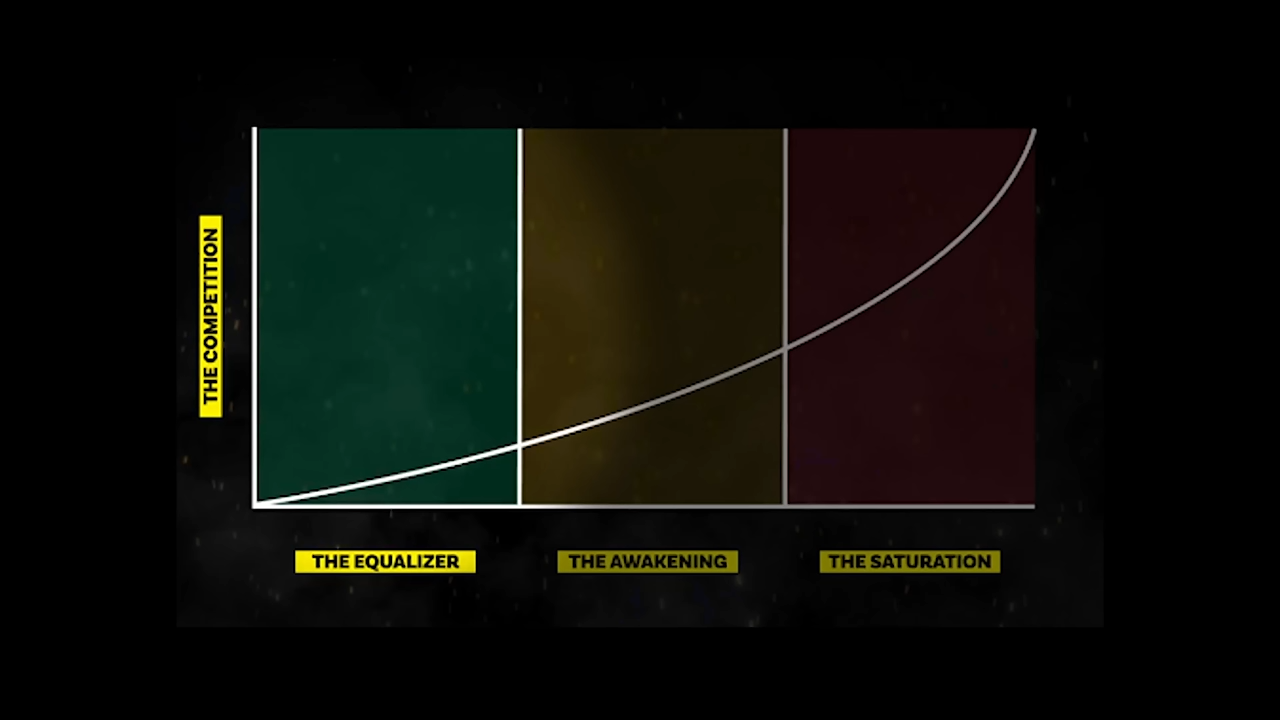 THE COMPETITION
THE EQUALIZER
THE AWAKENING
THE SATURATION